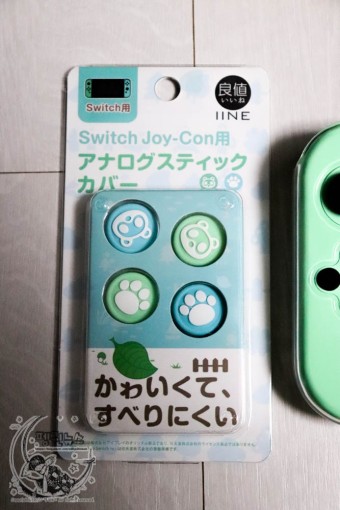 Switch用
良値
いいね
IINE
Switch Joy-Con用
アナログスティック
カバー
かわいくて、
すべりにくい